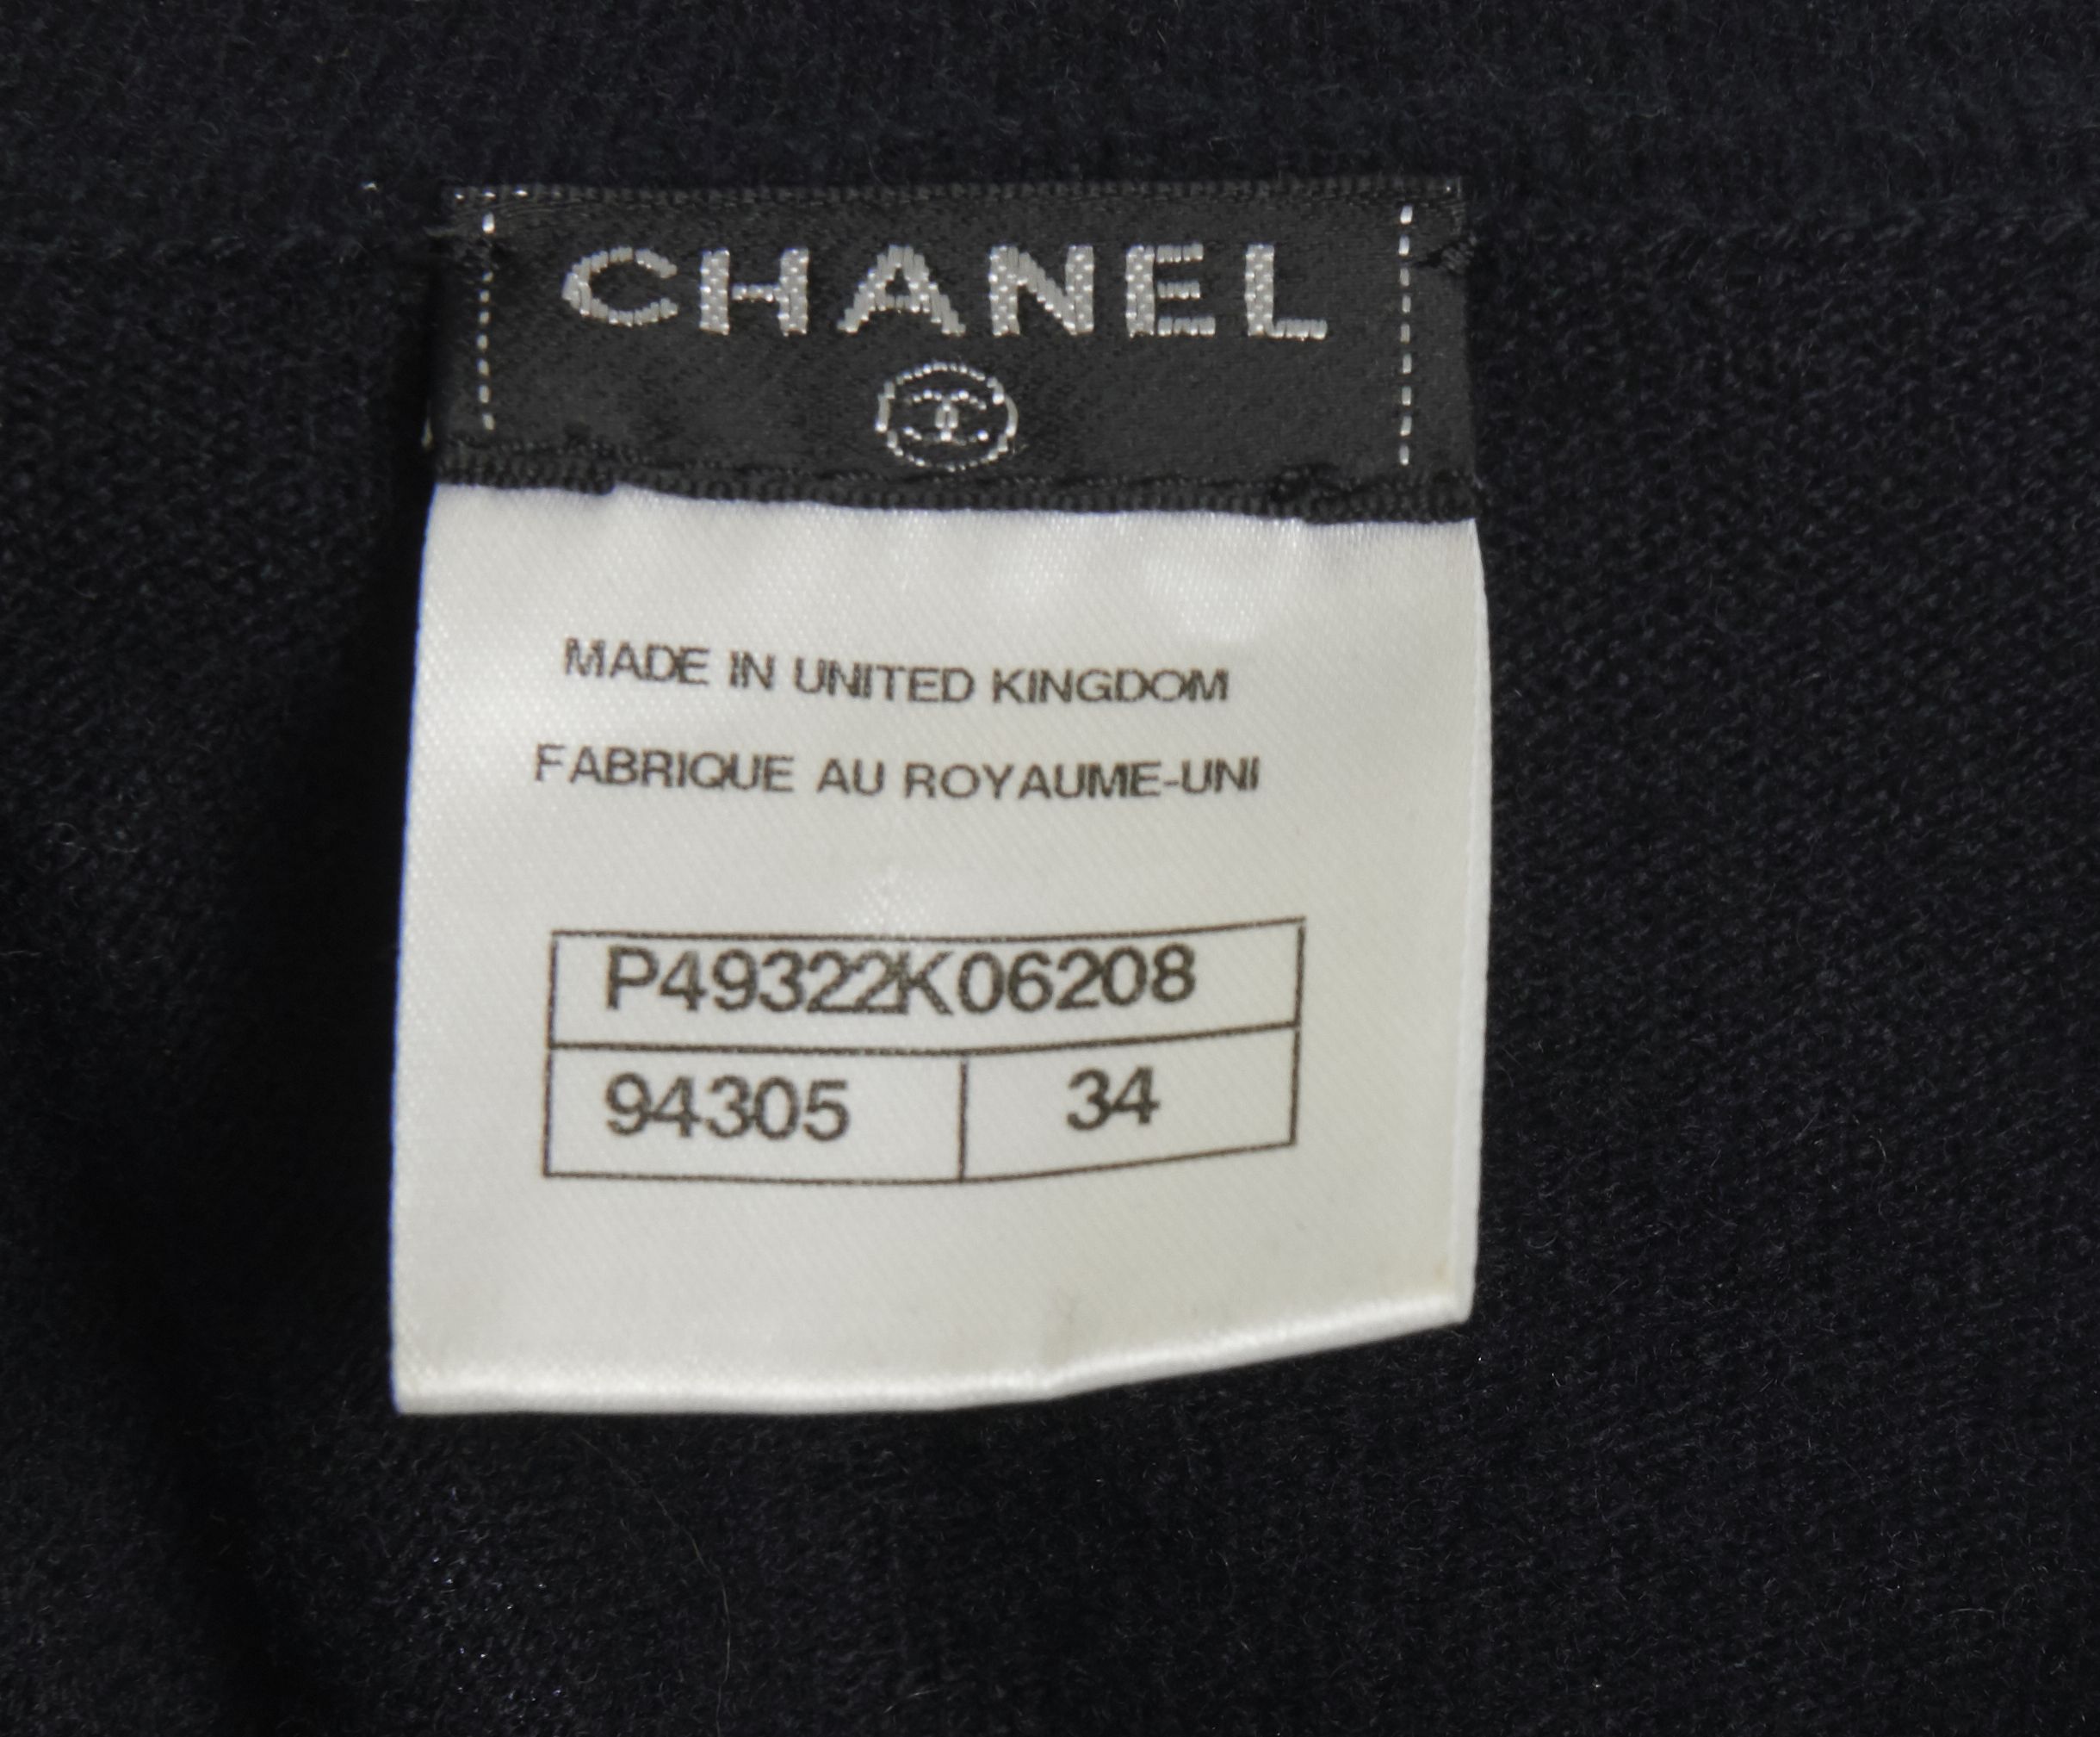 CHANEL
MADE IN UNITED KINGDOM
FABRIQUE AU ROYAUME-UNI
P49322K06208
94305 34